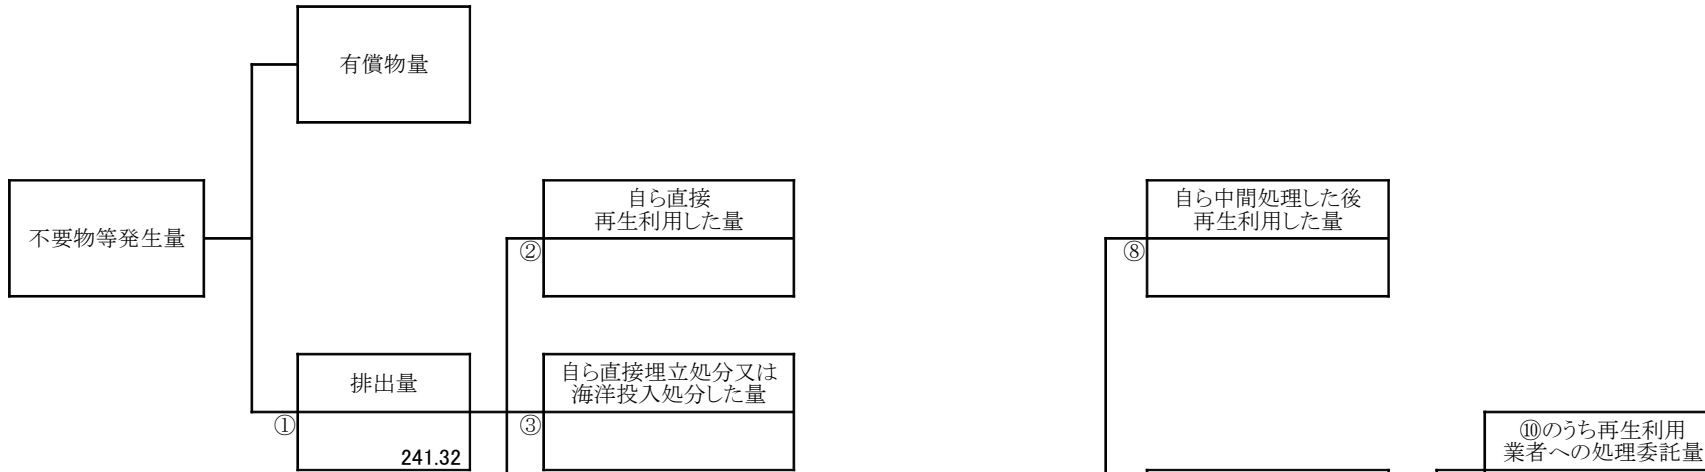 有償物量
不要物等発生量
自ら直接
再生利用した量
②
自ら中間処理した後
再生利用した量
⑧
排出量
①
241.32
自ら直接埋立処分又は
海洋投入処分した量
③
⑩のうち再生利用
業者への処理委託量